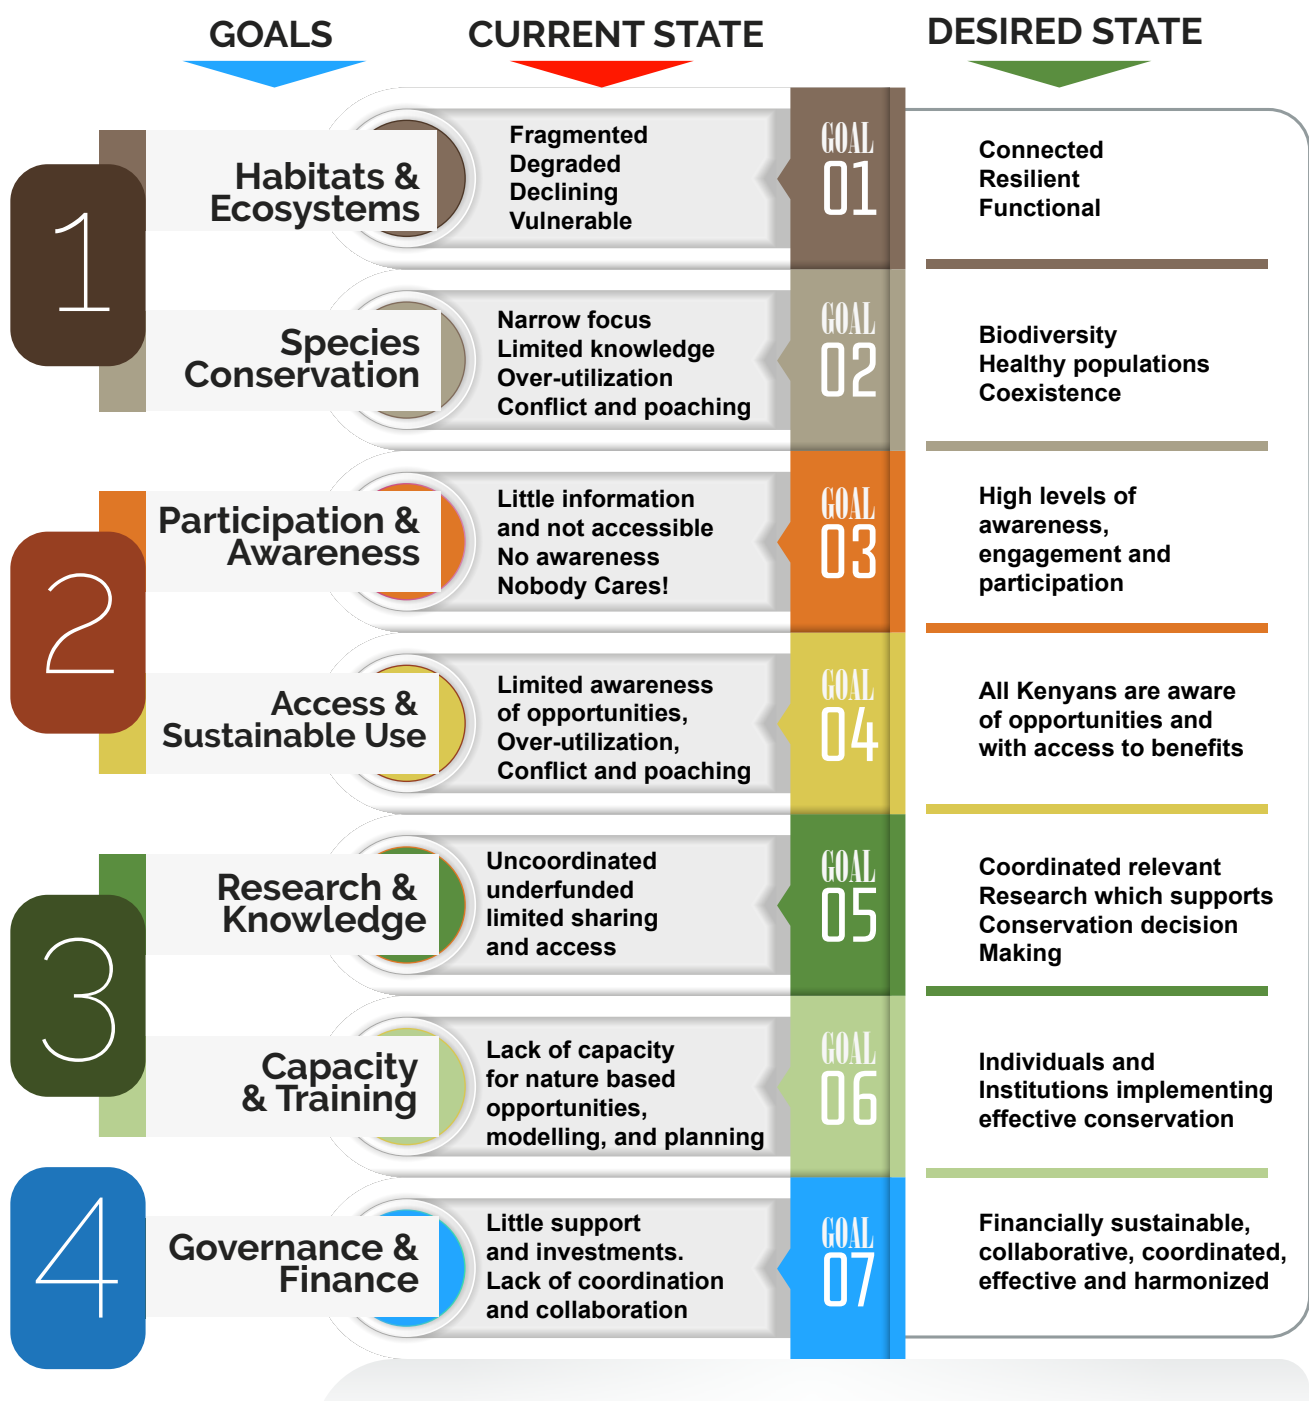 GOALS
CURRENT STATE
DESIRED STATE
1
Habitats &
Ecosystems
Fragmented
Degraded
Declining
Vulnerable
GOAL
01
Connected
Resilient
Functional
Species
Conservation
Narrow focus
Limited knowledge
Over-utilization
Conflict and poaching
GOAL
02
Biodiversity
Healthy populations
Coexistence
2
Participation &
Awareness
Little information
and not accessible
No awareness
Nobody Cares!
GOAL
03
High levels of
awareness,
engagement and
participation
Access &
Sustainable Use
Limited awareness
of opportunities,
Over-utilization,
Conflict and poaching
GOAL
04
All Kenyans are aware
of opportunities and
with access to benefits
3
Research &
Knowledge
Uncoordinated
underfunded
limited sharing
and access
GOAL
05
Coordinated relevant
Research which supports
Conservation decision
Making
Capacity
& Training
Lack of capacity
for nature based
opportunities,
modelling, and planning
GOAL
06
Individuals and
Institutions implementing
effective conservation
4
Governance &
Finance
Little support
and investments.
Lack of coordination
and collaboration
GOAL
07
Financially sustainable,
collaborative, coordinated,
effective and harmonized